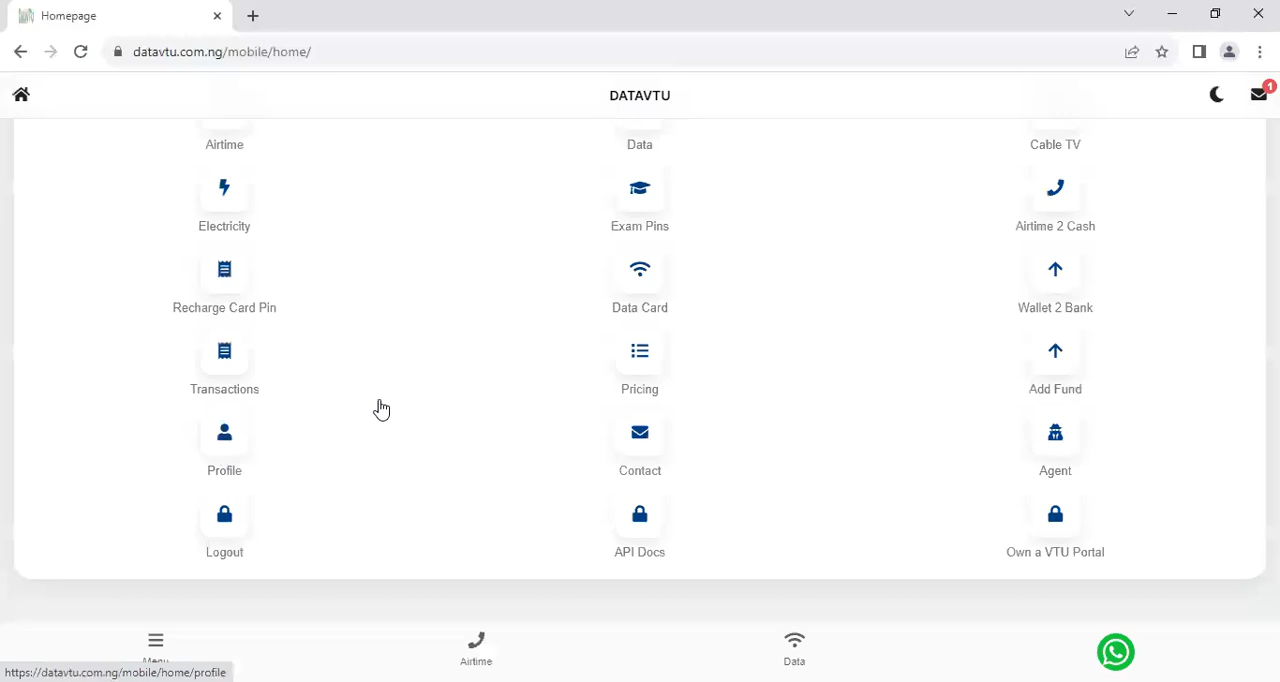 Homepage
datavtu.com.ng/mobile/home/
DATAVTU
1
Airtime
Data
Cable TV
Electricity
Exam Pins
Airtime 2 Cash
Recharge Card Pin
Data Card
Wallet 2 Bank
Transactions
Pricing
Add Fund
Profile
Contact
Agent
Logout
API Docs
Own a VTU Portal
Menu
Airtime
Data
https://datavtu.com.ng/mobile/home/profile